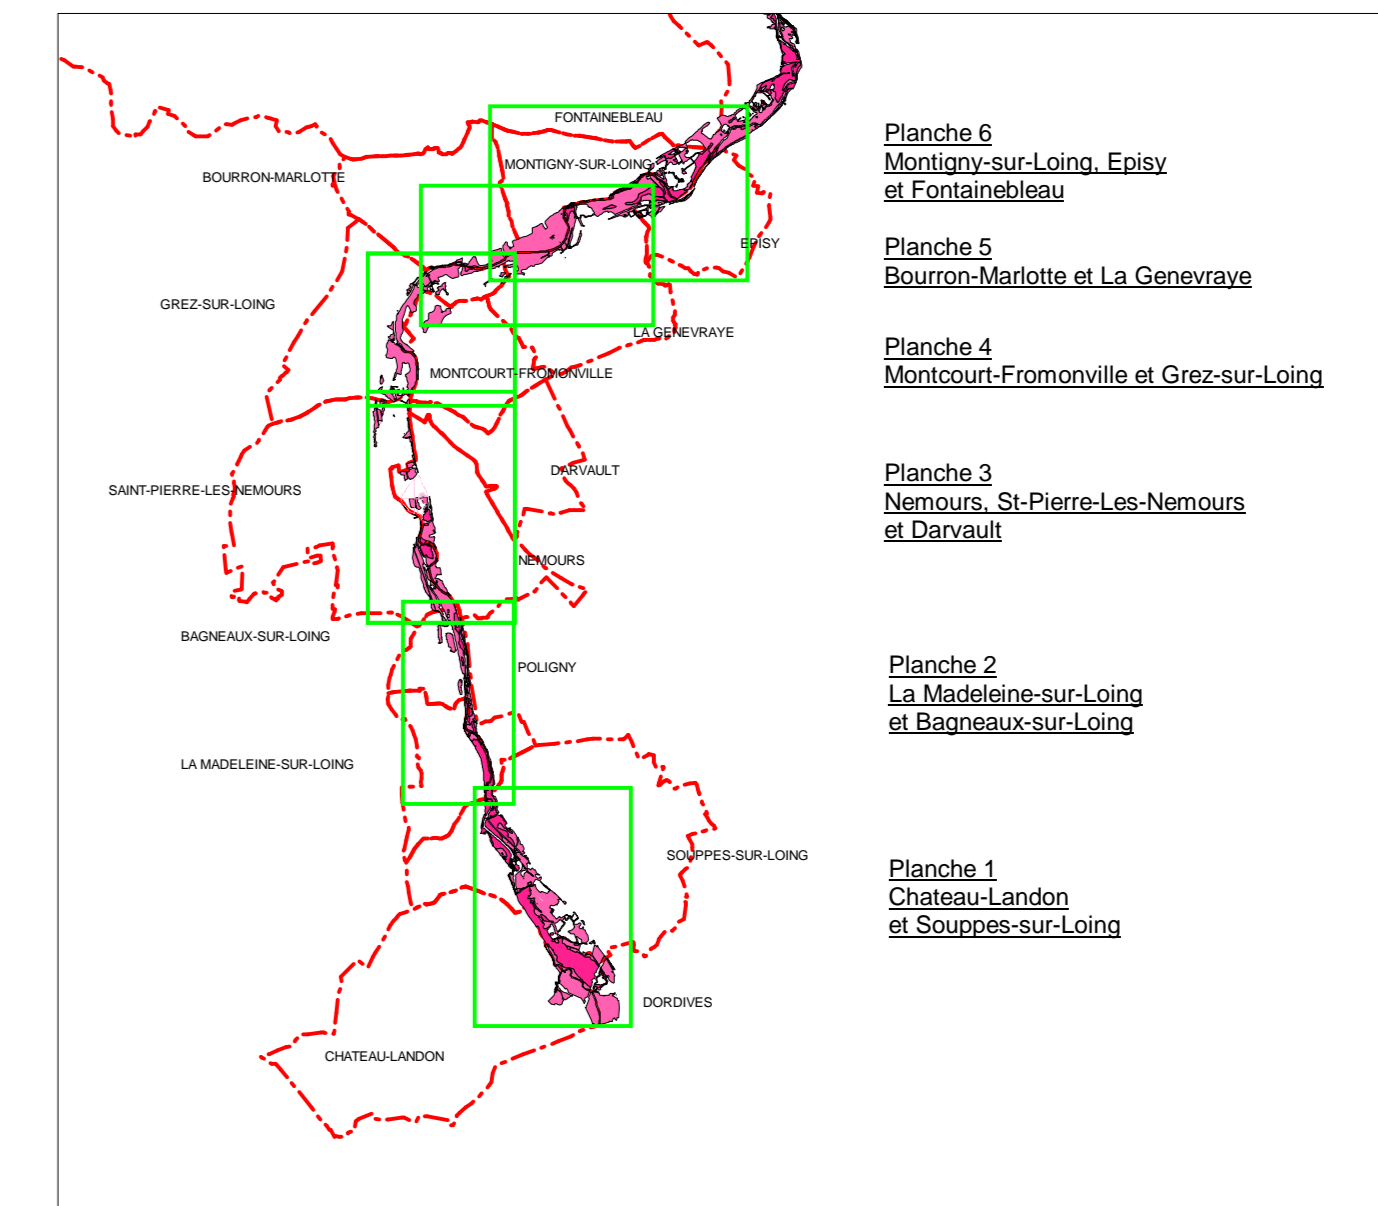 FONTAINEBLEAU
MONTIGNY-SUR-LOING
BOURRON-MARLOTTE
EPISY
GREZ-SUR-LOING
LA GENEVRAYE
MONTCOURT-FROMONVILLE
DARVAULT
SAINT-PIERRE-LES-NEMOURS
NEMOURS
BAGNEAUX-SUR-LOING
POLIGNY
LA MADELEINE-SUR-LOING
SOUPPES-SUR-LOING
DORDIVES
CHATEAU-LANDON
Planche 6
Montigny-sur-Loing, Episy
et Fontainebleau
Planche 5
Bourron-Marlotte et La Genevraye
Planche 4
Montcourt-Fromonville et Grez-sur-Loing
Planche 3
Nemours, St-Pierre-Les-Nemours
et Darvault
Planche 2
La Madeleine-sur-Loing
et Bagneaux-sur-Loing
Planche 1
Chateau-Landon
et Souppes-sur-Loing